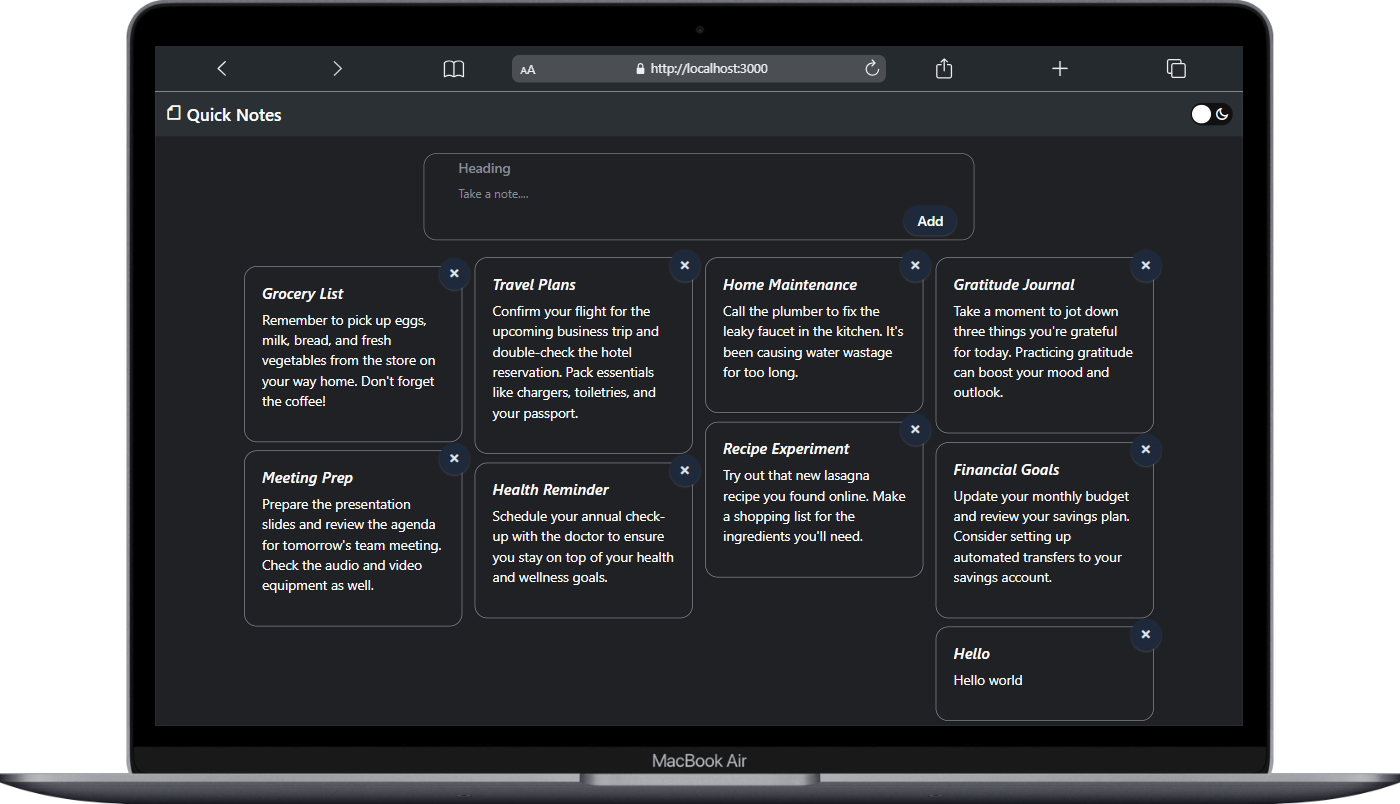 AA
http://localhost:3000
Quick Notes
Heading
Take a note....
Add
Grocery List
Remember to pick up eggs,
milk, bread, and fresh
vegetables from the store on
your way home. Don't forget
the coffee!
Meeting Prep
Prepare the presentation
slides and review the agenda
for tomorrow's team meeting.
Check the audio and video
equipment as well.
Travel Plans
Confirm your flight for the
upcoming business trip and
double-check the hotel
reservation. Pack essentials
like chargers, toiletries, and
your passport.
Health Reminder
Schedule your annual check-
up with the doctor to ensure
you stay on top of your health
and wellness goals.
Home Maintenance
Call the plumber to fix the
leaky faucet in the kitchen. It's
been causing water wastage
for too long.
Recipe Experiment
Try out that new lasagna
recipe you found online. Make
a shopping list for the
ingredients you'll need.
Gratitude Journal
Take a moment to jot down
three things you're grateful
for today. Practicing gratitude
can boost your mood and
outlook.
Financial Goals
Update your monthly budget
and review your savings plan.
Consider setting up
automated transfers to your
savings account.
Hello
Hello world
MacBook Air